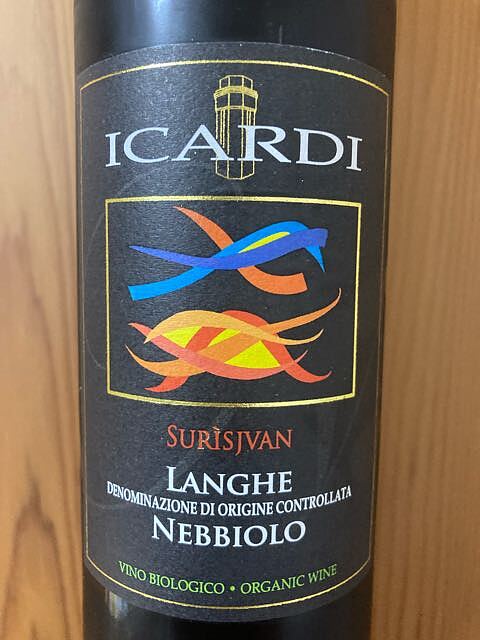 ICARDI
SURÌSJVAN
LANGHE
DENOMINAZIONE DI ORIGINE CONTROLLATA
NEBBIOLO
VINO BIOLOGICO • ORGANIC WINE